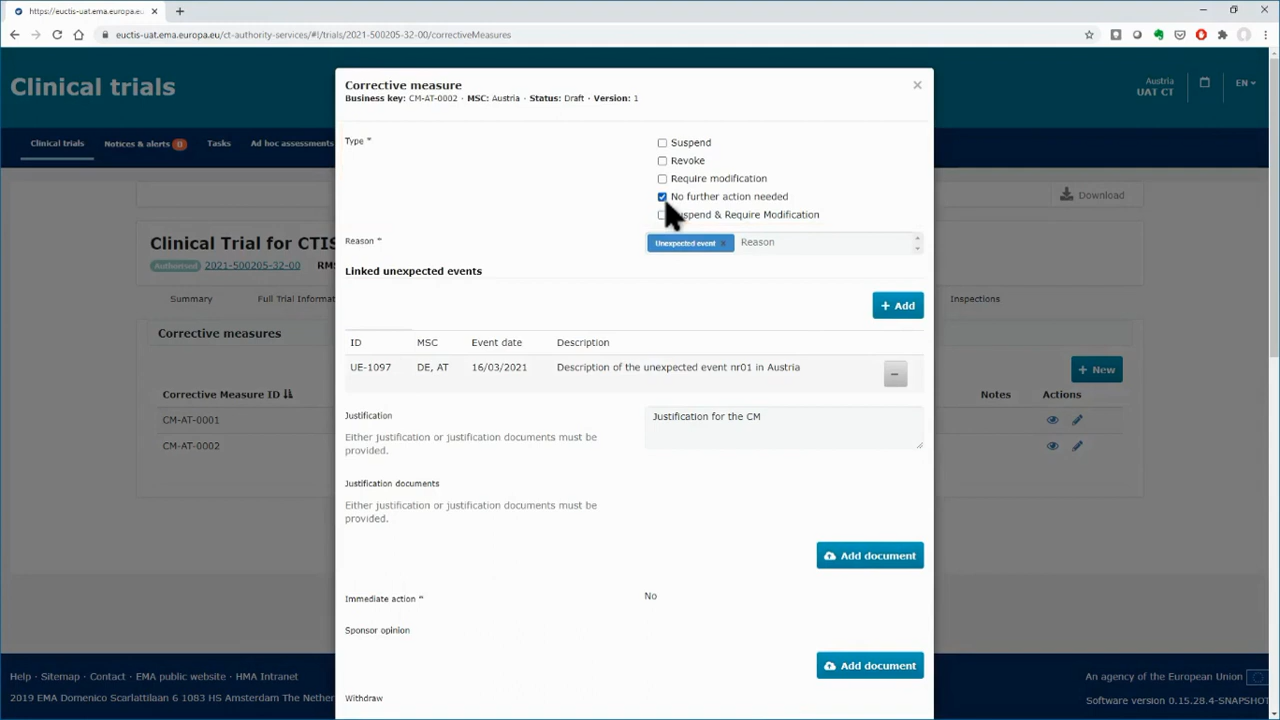 https://euctis-uat.ema.europa.eu
euctis-uat.ema.europa.eu/ct-authority-services/#l/trials/2021-500205-32-00/correctiveMeasures
Clinical trials
Austria
UAT CT
EN
Clinical trials
Notices & alerts 0
Tasks
Ad hoc assessments
Download
Clinical Trial for CTIS
Authorised 2021-500205-32-00 RMS
Summary
Full Trial Informa
Inspections
Corrective measures
New
Corrective Measure ID
Notes
Actions
CM-AT-0001
CM-AT-0002
Corrective measure
Business key: CM-AT-0002 · MSC: Austria · Status: Draft · Version: 1
Type *
Suspend
Revoke
Require modification
No further action needed
uspend & Require Modification
Reason *
Unexpected event × Reason
Linked unexpected events
+ Add
ID MSC Event date Description
UE-1097 DE, AT 16/03/2021 Description of the unexpected event nr01 in Austria
Justification
Justification for the CM
Either justification or justification documents must be
provided.
Justification documents
Either justification or justification documents must be
provided.
Add document
Immediate action *
No
Sponsor opinion
Add document
Withdraw
Help · Sitemap · Contact · EMA public website · HMA Intranet
2019 EMA Domenico Scarlattilaan 6 1083 HS Amsterdam The Nether
An agency of the European Union
Software version 0.15.28.4-SNAPSHOT